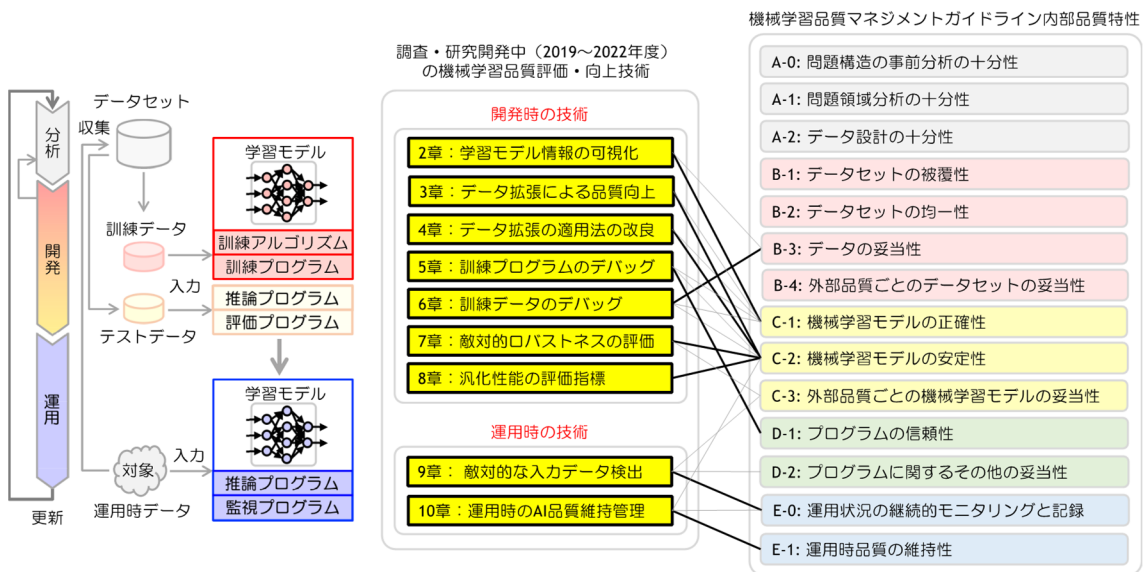 機械学習品質マネジメントガイドライン内部品質特性
調査・研究開発中（2019～2022年度）
の機械学習品質評価・向上技術
データセット
収集
分析
開発
運用
更新
訓練データ
入力
テストデータ
対象
入力
運用時データ
学習モデル
訓練アルゴリズム
訓練プログラム
推論プログラム
評価プログラム
学習モデル
推論プログラム
監視プログラム
開発時の技術
2章：学習モデル情報の可視化
3章：データ拡張による品質向上
4章：データ拡張の適用法の改良
5章：訓練プログラムのデバッグ
6章：訓練データのデバッグ
7章：敵対的ロバストネスの評価
8章：汎化性能の評価指標
運用時の技術
9章： 敵対的な入力データ検出
10章：運用時のAI品質維持管理
A-0: 問題構造の事前分析の十分性
A-1: 問題領域分析の十分性
A-2: データ設計の十分性
B-1: データセットの被覆性
B-2: データセットの均一性
B-3: データの妥当性
B-4: 外部品質ごとのデータセットの妥当性
C-1: 機械学習モデルの正確性
C-2: 機械学習モデルの安定性
C-3: 外部品質ごとの機械学習モデルの妥当性
D-1: プログラムの信頼性
D-2: プログラムに関するその他の妥当性
E-0: 運用状況の継続的モニタリングと記録
E-1: 運用時品質の維持性